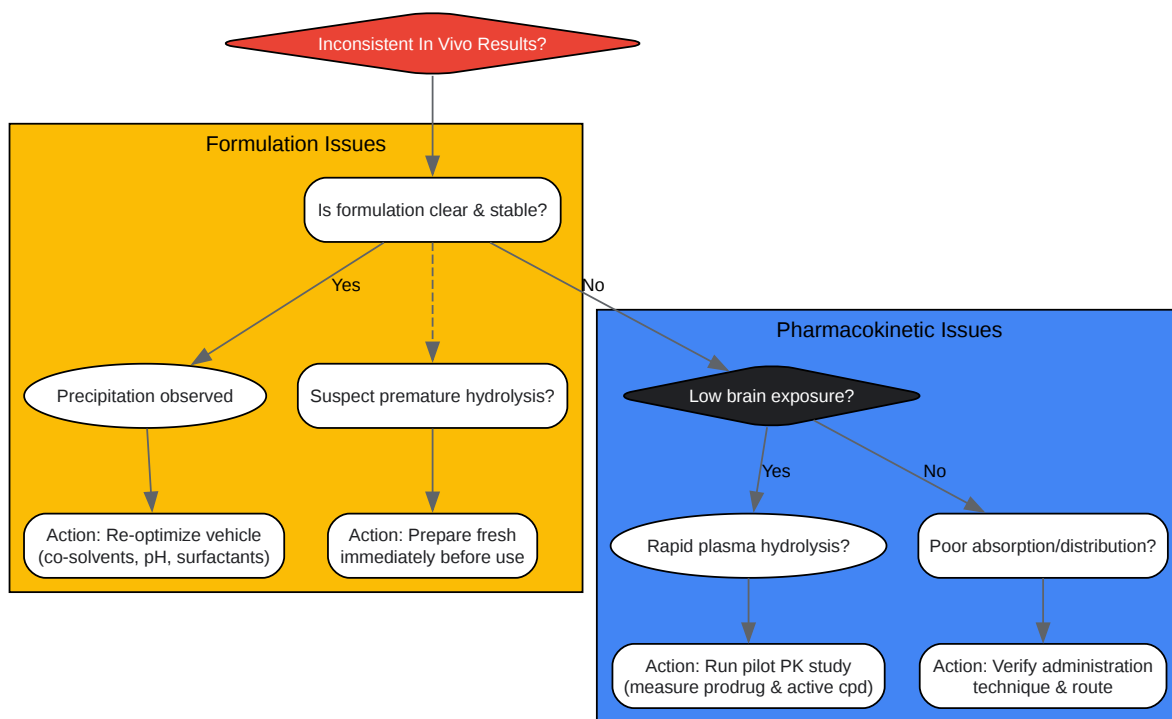 Inconsistent In Vivo Results?
Formulation Issues
Is formulation clear & stable?
Yes
No
Pharmacokinetic Issues
Precipitation observed
Suspect premature hydrolysis?
Low brain exposure?
Yes
No
Action: Re-optimize vehicle
(co-solvents, pH, surfactants)
Action: Prepare fresh
immediately before use
Rapid plasma hydrolysis?
Poor absorption/distribution?
Action: Run pilot PK study
(measure prodrug & active cpd)
Action: Verify administration
technique & route